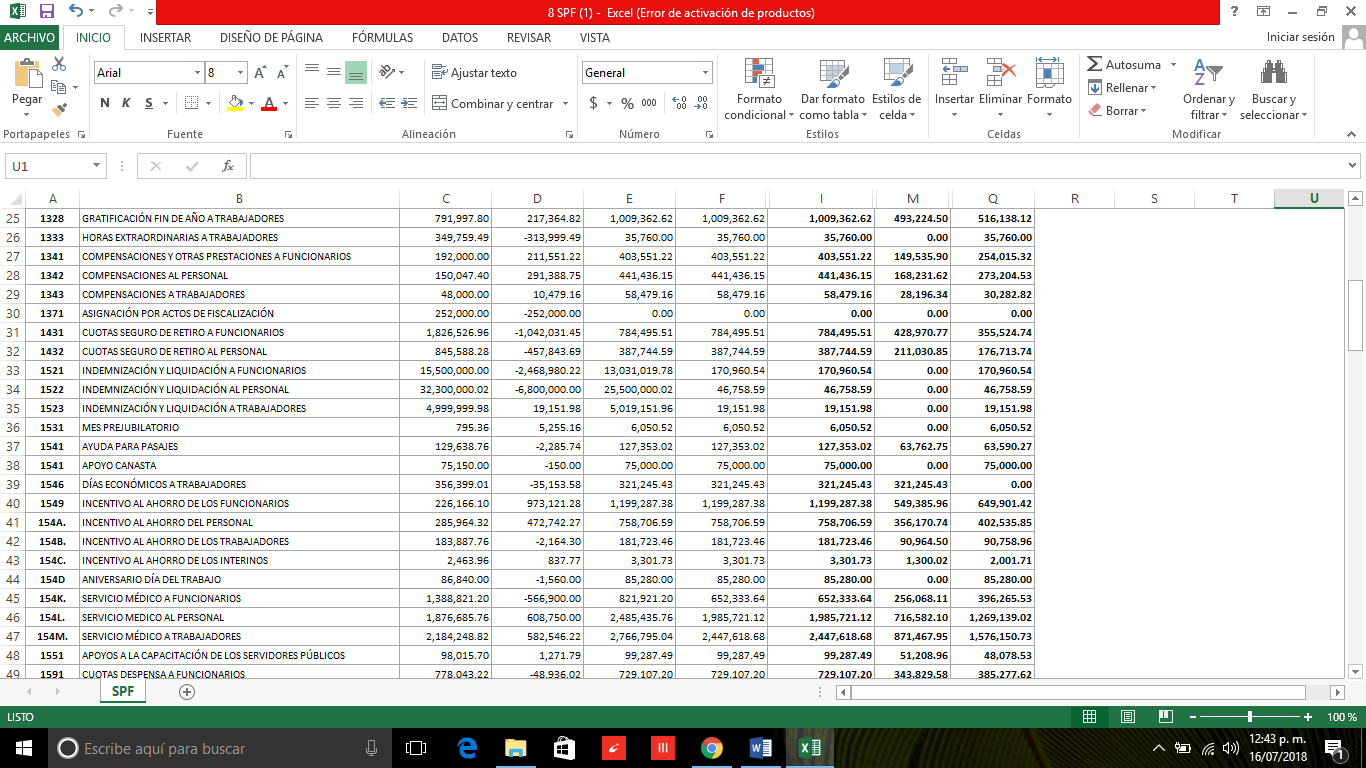 8 SPF (1) - Excel (Error de activación de productos)
ARCHIVO INICIO INSERTAR DISEÑO DE PÁGINA FÓRMULAS DATOS REVISAR VISTA Iniciar sesión
Pegar
Portapapeles
Arial 8
N K S
Fuente
Ajustar texto
Combinar y centrar
Alineación
General
$ % 000
Número
Formato condicional
Dar formato como tabla
Estilos de celda
Estilos
Insertar Eliminar Formato
Celdas
Autosuma
Rellenar
Borrar
Ordenar y filtrar
Buscar y seleccionar
Modificar
U1
A B C D E F I M Q R S T U
25 1328 GRATIFICACIÓN FIN DE AÑO A TRABAJADORES 791,997.80 217,364.82 1,009,362.62 1,009,362.62 1,009,362.62 493,224.50 516,138.12
26 1333 HORAS EXTRAORDINARIAS A TRABAJADORES 349,759.49 -313,999.49 35,760.00 35,760.00 35,760.00 0.00 35,760.00
27 1341 COMPENSACIONES Y OTRAS PRESTACIONES A FUNCIONARIOS 192,000.00 211,551.22 403,551.22 403,551.22 403,551.22 149,535.90 254,015.32
28 1342 COMPENSACIONES AL PERSONAL 150,047.40 291,388.75 441,436.15 441,436.15 441,436.15 168,231.62 273,204.53
29 1343 COMPENSACIONES A TRABAJADORES 48,000.00 10,479.16 58,479.16 58,479.16 58,479.16 28,196.34 30,282.82
30 1371 ASIGNACIÓN POR ACTOS DE FISCALIZACIÓN 252,000.00 -252,000.00 0.00 0.00 0.00 0.00 0.00
31 1431 CUOTAS SEGURO DE RETIRO A FUNCIONARIOS 1,826,526.96 -1,042,031.45 784,495.51 784,495.51 784,495.51 428,970.77 355,524.74
32 1432 CUOTAS SEGURO DE RETIRO AL PERSONAL 845,588.28 -457,843.69 387,744.59 387,744.59 387,744.59 211,030.85 176,713.74
33 1521 INDEMNIZACIÓN Y LIQUIDACIÓN A FUNCIONARIOS 15,500,000.00 -2,468,980.22 13,031,019.78 170,960.54 170,960.54 0.00 170,960.54
34 1522 INDEMNIZACIÓN Y LIQUIDACIÓN AL PERSONAL 32,300,000.02 -6,800,000.00 25,500,000.02 46,758.59 46,758.59 0.00 46,758.59
35 1523 INDEMNIZACIÓN Y LIQUIDACIÓN A TRABAJADORES 4,999,999.98 19,151.98 5,019,151.96 19,151.98 19,151.98 0.00 19,151.98
36 1531 MES PREJUBILATORIO 795.36 5,255.16 6,050.52 6,050.52 6,050.52 0.00 6,050.52
37 1541 AYUDA PARA PASAJES 129,638.76 -2,285.74 127,353.02 127,353.02 127,353.02 63,762.75 63,590.27
38 1541 APOYO CANASTA 75,150.00 -150.00 75,000.00 75,000.00 75,000.00 0.00 75,000.00
39 1546 DÍAS ECONÓMICOS A TRABAJADORES 356,399.01 -35,153.58 321,245.43 321,245.43 321,245.43 321,245.43 0.00
40 1549 INCENTIVO AL AHORRO DE LOS FUNCIONARIOS 226,166.10 973,121.28 1,199,287.38 1,199,287.38 1,199,287.38 549,385.96 649,901.42
41 154A. INCENTIVO AL AHORRO DEL PERSONAL 285,964.32 472,742.27 758,706.59 758,706.59 758,706.59 356,170.74 402,535.85
42 154B. INCENTIVO AL AHORRO DE LOS TRABAJADORES 183,887.76 -2,164.30 181,723.46 181,723.46 181,723.46 90,964.50 90,758.96
43 154C. INCENTIVO AL AHORRO DE LOS INTERINOS 2,463.96 837.77 3,301.73 3,301.73 3,301.73 1,300.02 2,001.71
44 154D ANIVERSARIO DÍA DEL TRABAJO 86,840.00 -1,560.00 85,280.00 85,280.00 85,280.00 0.00 85,280.00
45 154K. SERVICIO MÉDICO A FUNCIONARIOS 1,388,821.20 -566,900.00 821,921.20 652,333.64 652,333.64 256,068.11 396,265.53
46 154L. SERVICIO MEDICO AL PERSONAL 1,876,685.76 608,750.00 2,485,435.76 1,985,721.12 1,985,721.12 716,582.10 1,269,139.02
47 154M. SERVICIO MÉDICO A TRABAJADORES 2,184,248.82 582,546.22 2,766,795.04 2,447,618.68 2,447,618.68 871,467.95 1,576,150.73
48 1551 APOYOS A LA CAPACITACIÓN DE LOS SERVIDORES PÚBLICOS 98,015.70 1,271.79 99,287.49 99,287.49 99,287.49 51,208.96 48,078.53
49 1591 CUOTAS DESPENSA A FUNCIONARIOS 778,043.22 -48,936.02 729,107.20 729,107.20 729,107.20 343,829.58 385,277.62
SPF
LISTO 100 %
Escribe aquí para buscar
12:43 p. m.
16/07/2018
1